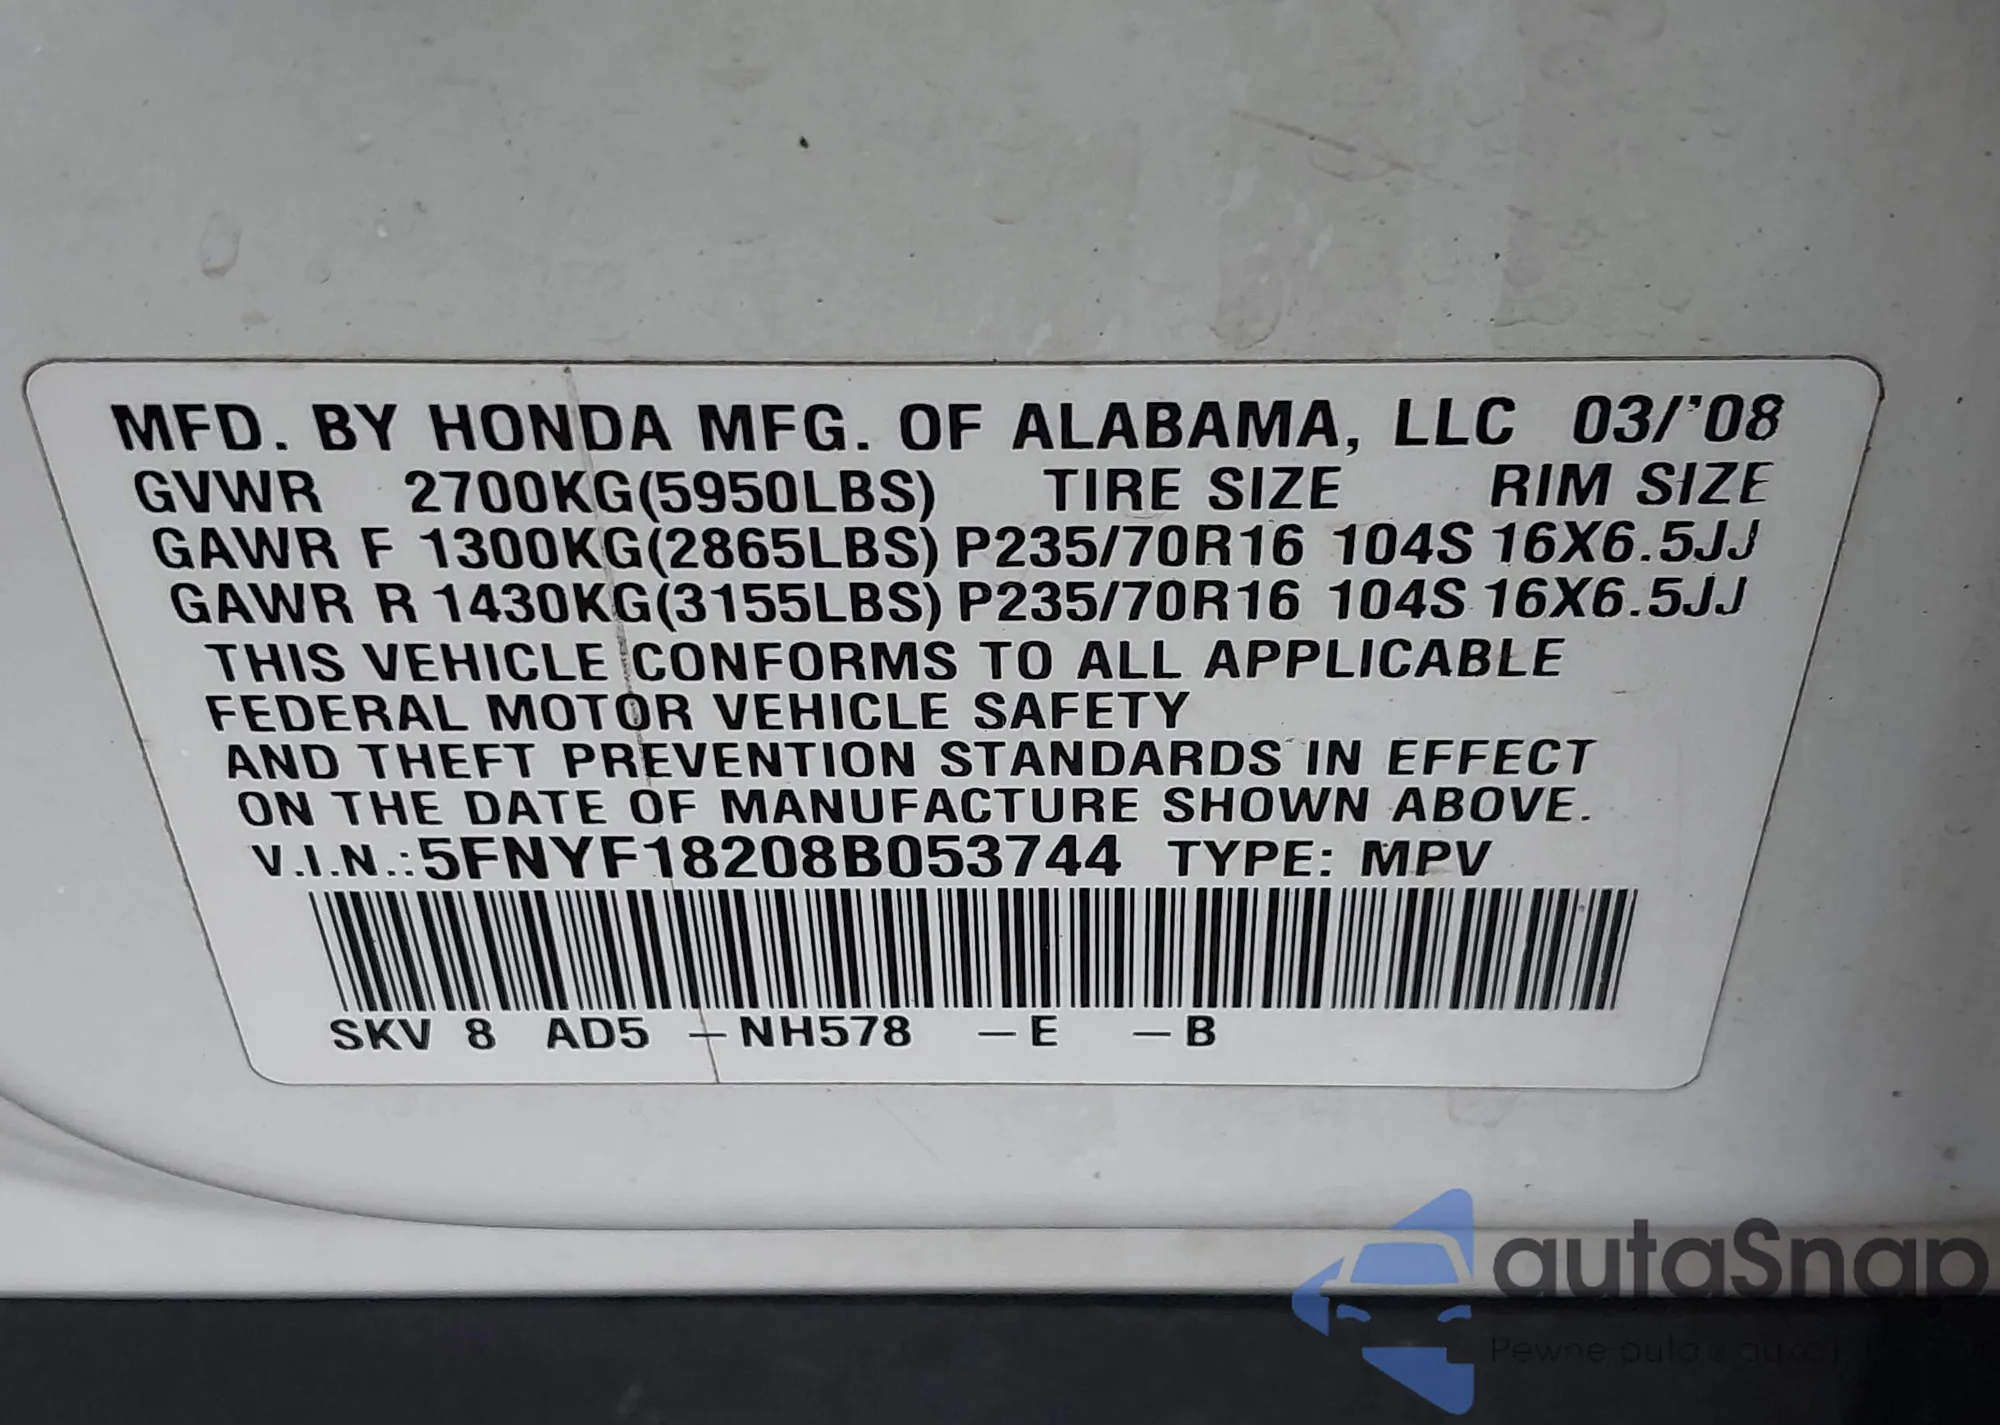 MFD. BY HONDA MFG. OF ALABAMA, LLC 03/'08
GVWR 2700KG(5950LBS) TIRE SIZE RIM SIZE
GAWR F 1300KG(2865LBS) P235/70R16 104S 16X6.5JJ
GAWR R 1430KG(3155LBS) P235/70R16 104S 16X6.5JJ
THIS VEHICLE CONFORMS TO ALL APPLICABLE
FEDERAL MOTOR VEHICLE SAFETY
AND THEFT PREVENTION STANDARDS IN EFFECT
ON THE DATE OF MANUFACTURE SHOWN ABOVE.
V.I.N.: 5FNYF18208B053744 TYPE: MPV
SKV 8 AD5 — NH578 — E — B
autaSnap
Pewne auta z